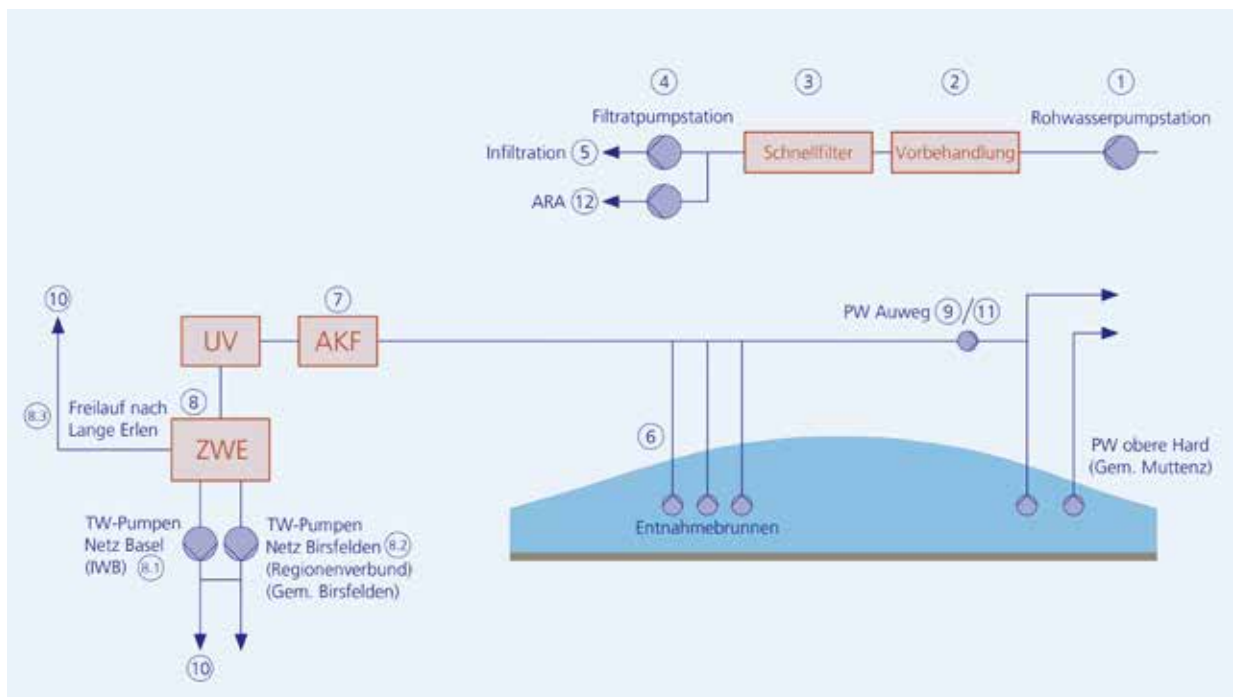 4
3
2
1
Filtratpumpstation
Rohwasserpumpstation
Infiltration 5
Schnellfilter
Vorbehandlung
ARA 12
10
7
PW Auweg 9/11
UV
AKF
8.3
Freilauf nach
Lange Erlen
8
ZWE
6
PW obere Hard
(Gem. Muttenz)
Entnahmebrunnen
TW-Pumpen
Netz Basel
(IWB) 8.1
TW-Pumpen
Netz Birsfelden 8.2
(Regionenverbund)
(Gem. Birsfelden)
10